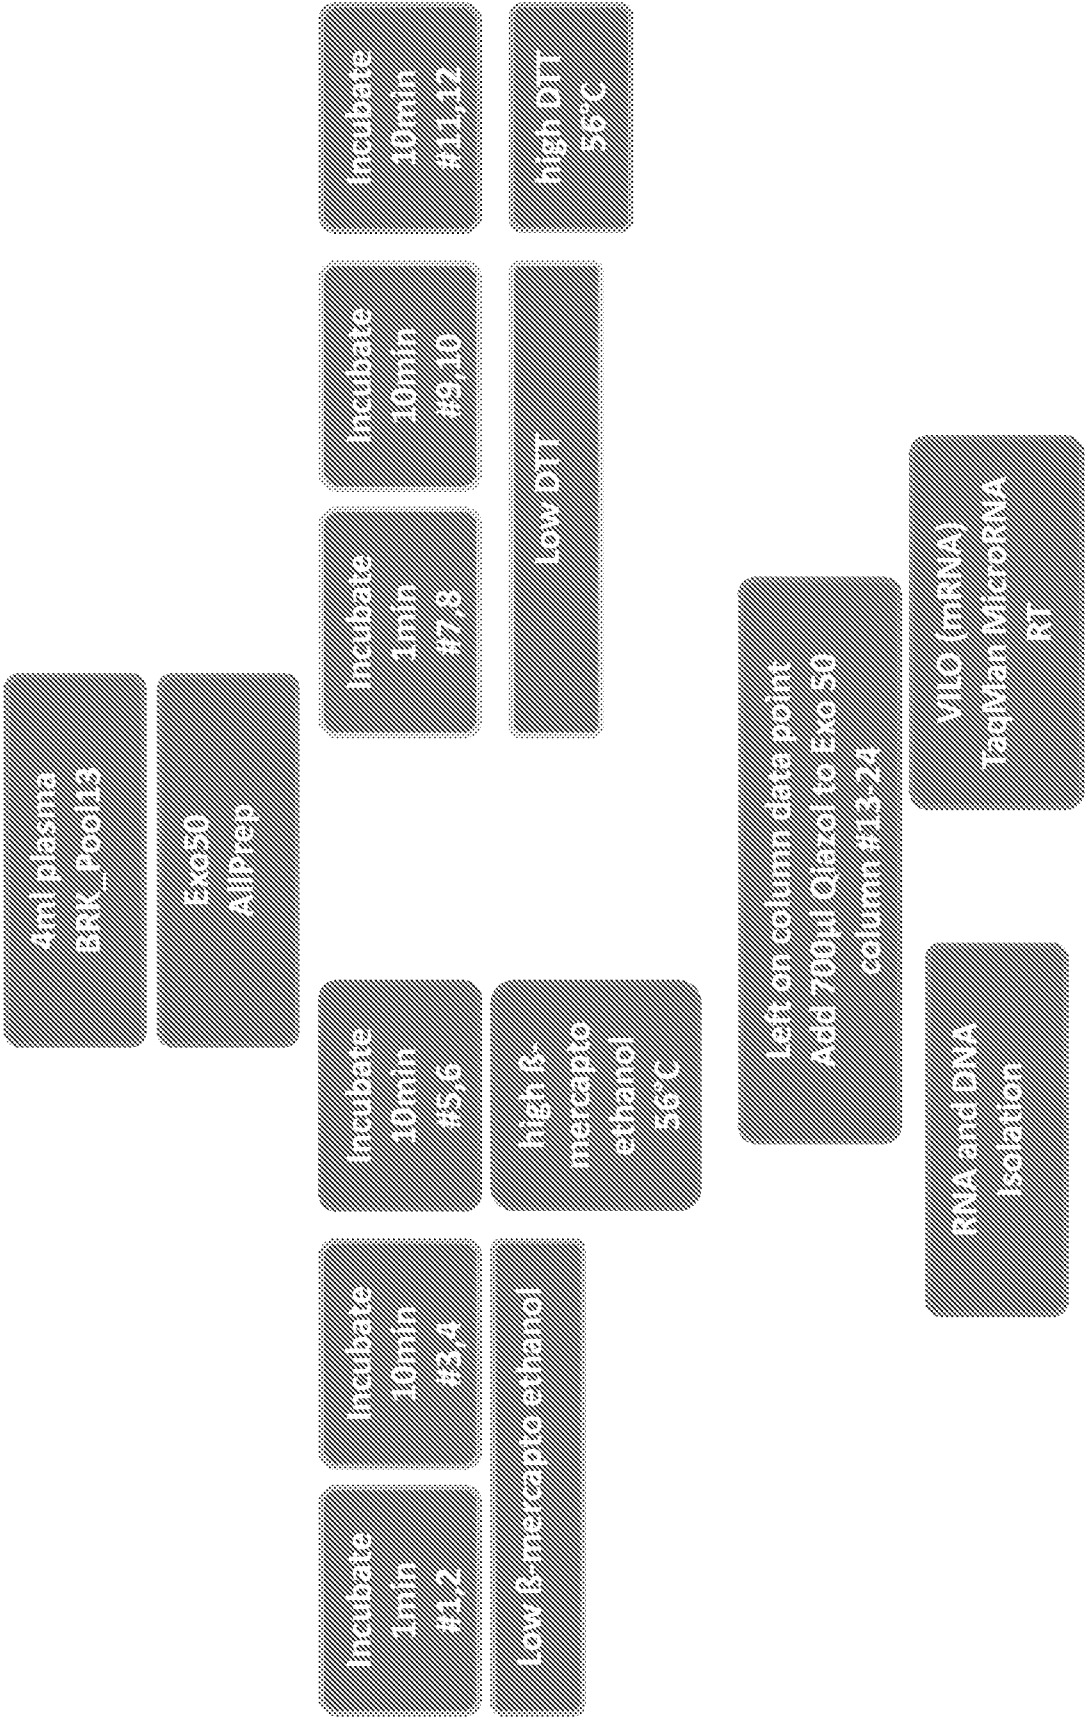 4ml plasma
BRK_Pool13
Exo50
AllPrep
Incubate
1min
#1,2
Incubate
10min
#3,4
Incubate
10min
#5,6
Incubate
1min
#7,8
Incubate
10min
#9,10
Incubate
10min
#11,12
Low ß-mercapto ethanol
high ß-
mercapto
ethanol
56°C
Low DTT
high DTT
56°C
Left on column data point
Add 700µl Qiazol to Exo 50
column #13-24
RNA and DNA
Isolation
VILO (mRNA)
TaqMan MicroRNA
RT